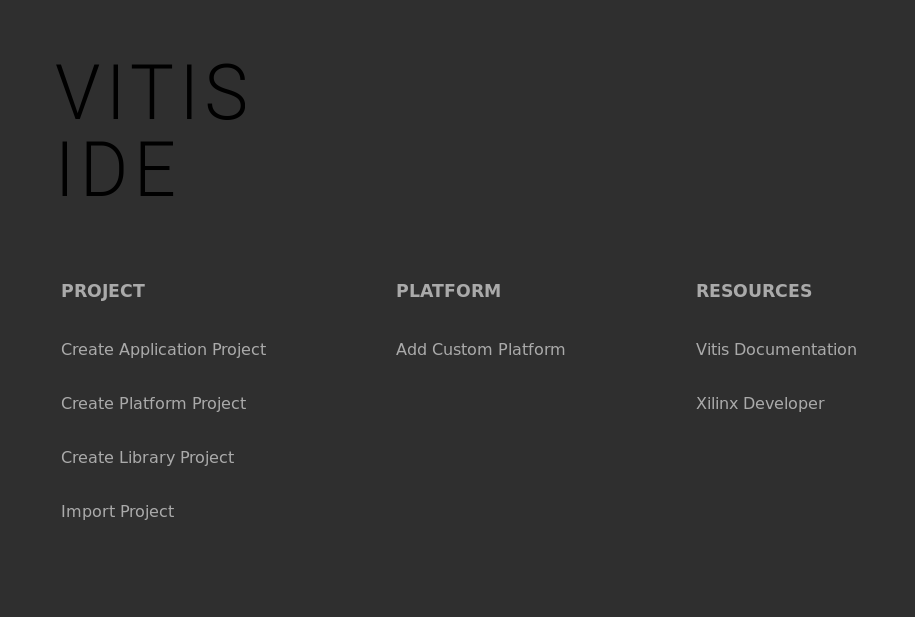 VITIS
IDE
PROJECT
Create Application Project
Create Platform Project
Create Library Project
Import Project
PLATFORM
Add Custom Platform
RESOURCES
Vitis Documentation
Xilinx Developer